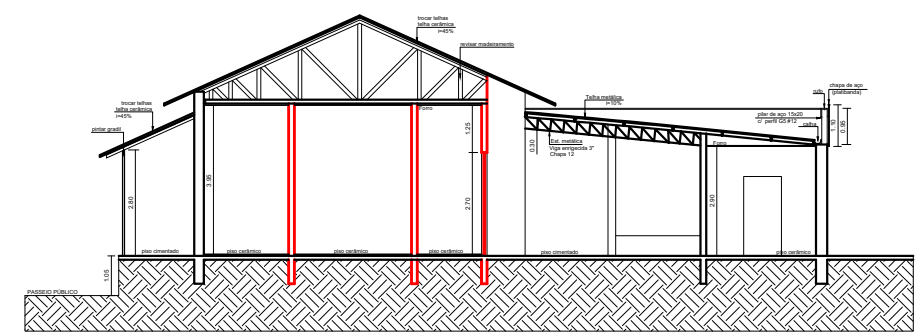 trocar telhas
telha cerâmica
i=45%
revisar madeiramento
trocar telhas
telha cerâmica
i=45%
pintar gradil
Forro
1.25
3.95
2.80
2.70
Telha metálica
i=10%
Est. metálica
Viga enrigecida 3"
Chapa 12
0.30
rufo
chapa de aço
(platibanda)
pilar de aço 15x20
c/ perfil G5 #12
calha
1.10
0.95
Forro
2.90
piso cimentado
piso cerâmico
piso cerâmico
piso cerâmico
piso cimentado
piso cerâmico
1.05
PASSEIO PÚBLICO